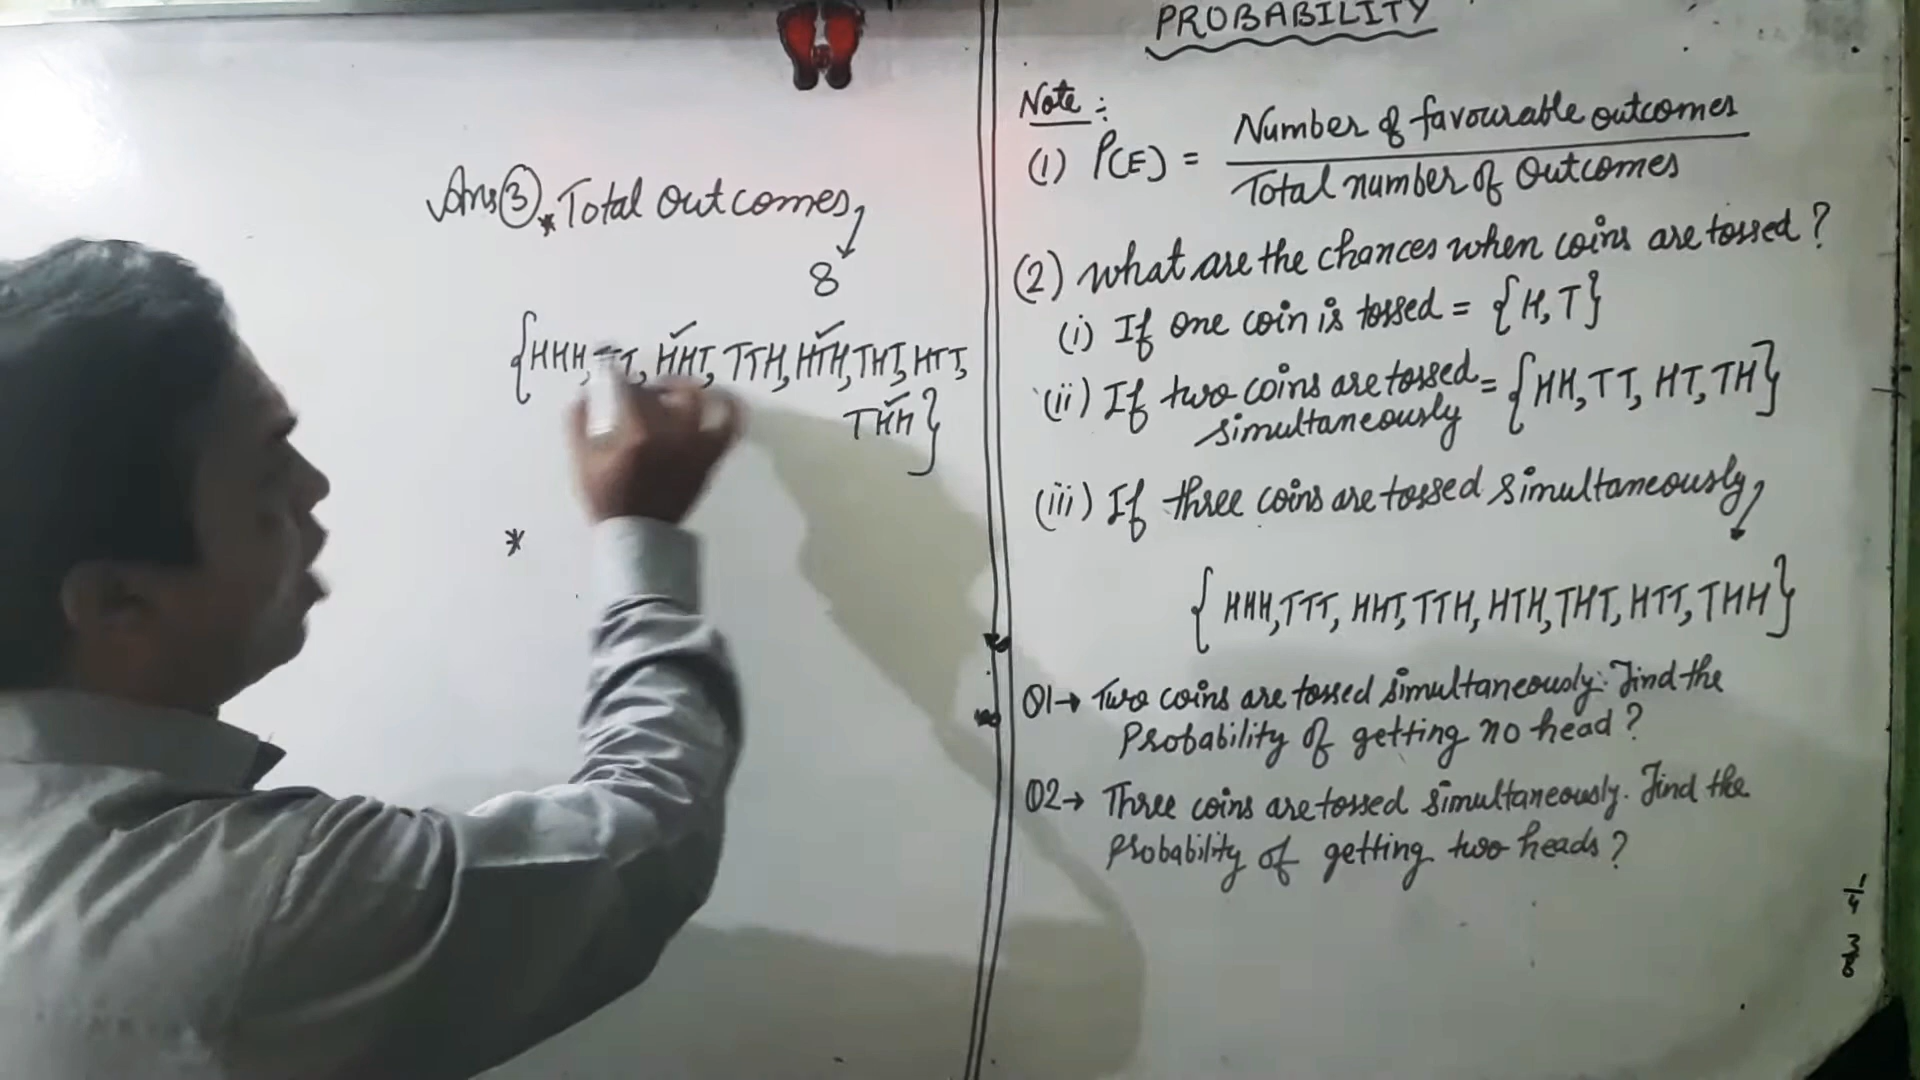 Ans ③ * Total outcomes,
8
{HHH, TTT, HHT, TTH, HTH, THT, HTT,
THH}
*
PROBABILITY
Note :
(1) P(E) = Number of favourable outcomes
Total number of outcomes
(2) What are the chances when coins are tossed?
(i) If one coin is tossed = {H, T}
(ii) If two coins are tossed = {HH, TT, HT, TH}
simultaneously
(iii) If three coins are tossed simultaneously,
{HHH, TTT, HHT, TTH, HTH, THT, HTT, THH}
Q1→ Two coins are tossed simultaneously. Find the
Probability of getting no head?
Q2→ Three coins are tossed simultaneously. Find the
Probability of getting two heads?
1/4
3/8